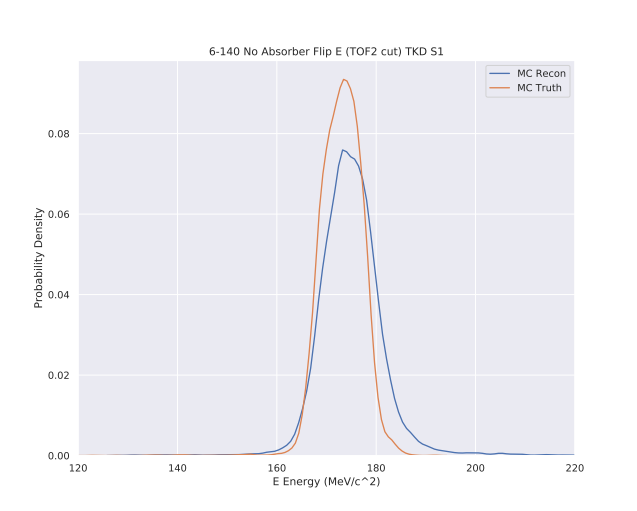 6-140 No Absorber Flip E (TOF2 cut) TKD S1
MC Recon
MC Truth
Probability Density
0.08
0.06
0.04
0.02
0.00
120 140 160 180 200 220
E Energy (MeV/c^2)